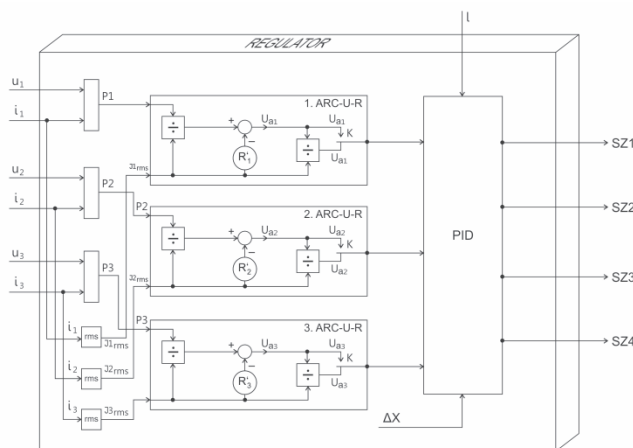 l
REGULATOR
u1
i1
P1
1. ARC-U-R
÷
+
−
Ua1
Ua1
K
R'1
÷
Ua1
J1rms
SZ1
u2
i2
P2
P2
2. ARC-U-R
÷
+
−
Ua2
Ua2
K
R'2
÷
Ua2
J2rms
SZ2
PID
u3
i3
P3
P3
3. ARC-U-R
÷
+
−
Ua3
Ua3
K
R'3
÷
Ua3
SZ3
SZ4
i1
rms
J1rms
i2
rms
J2rms
i3
rms
J3rms
ΔX